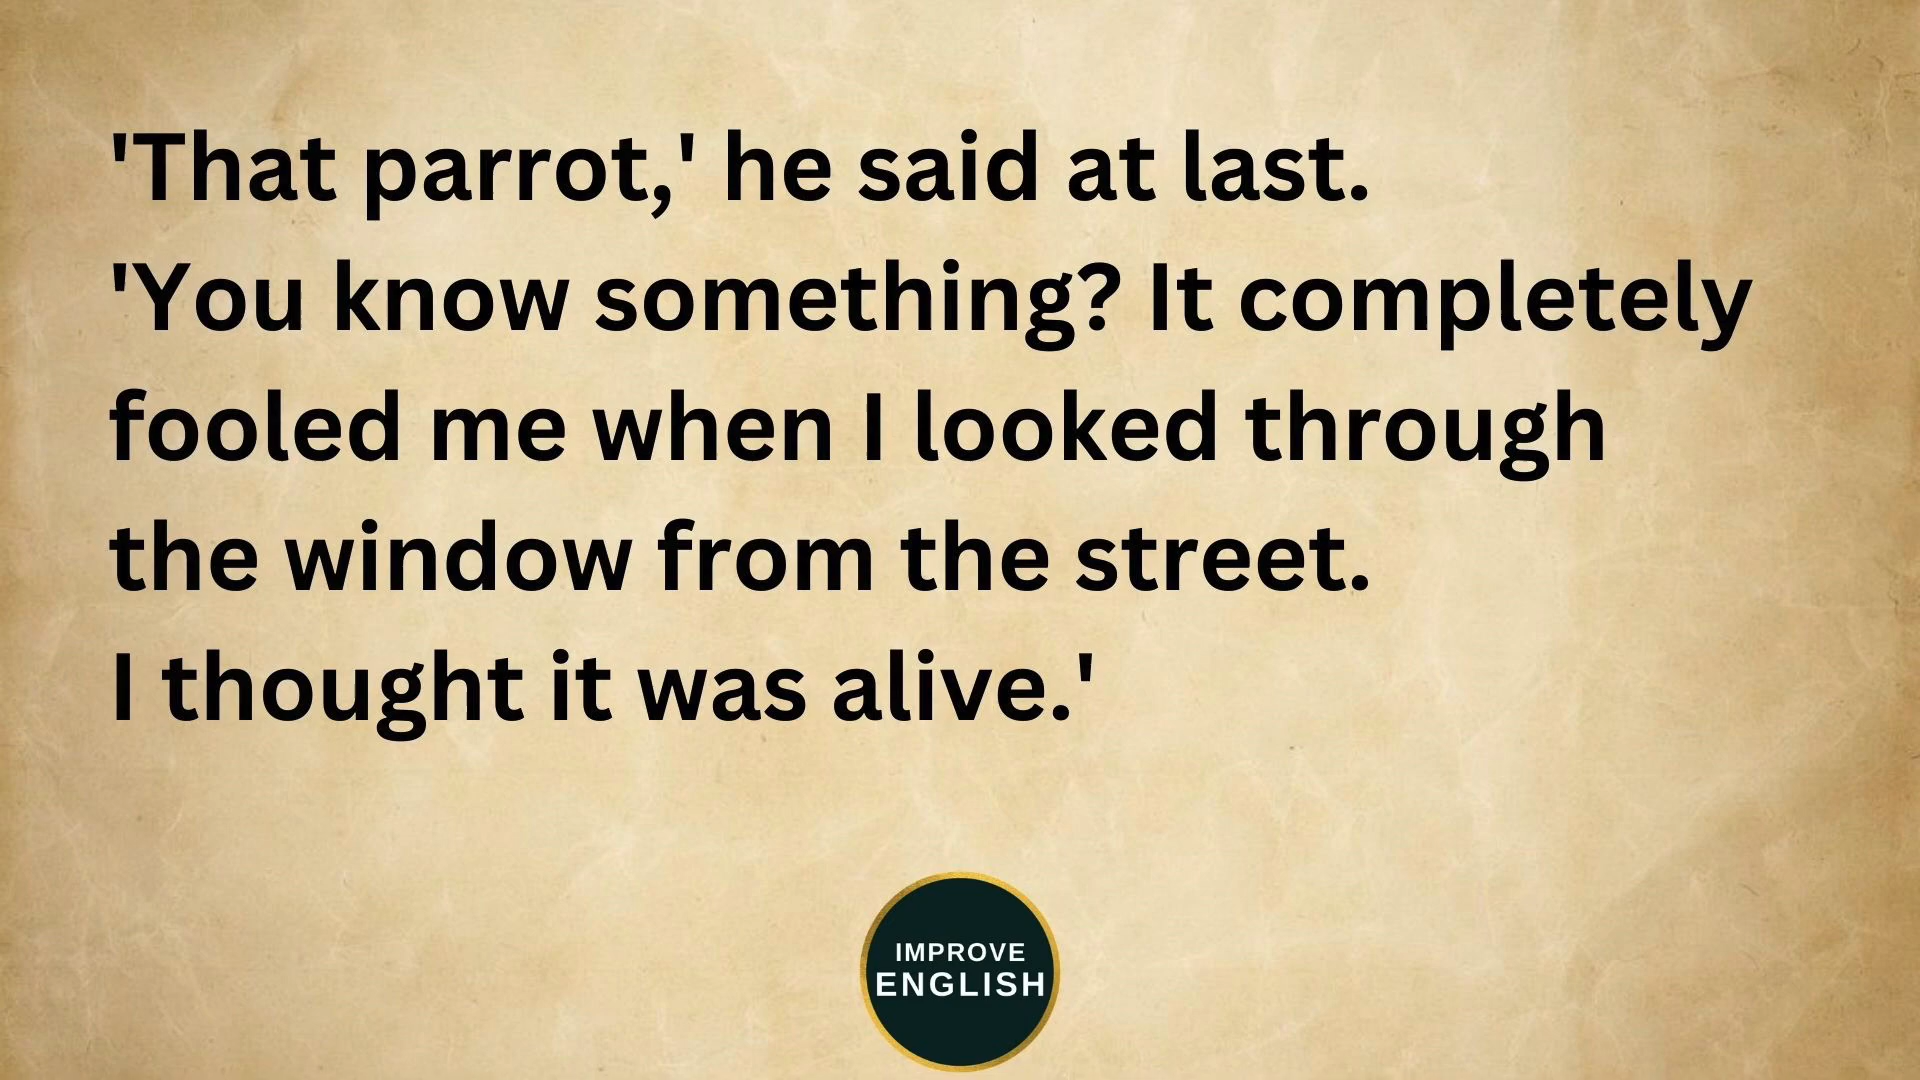 'That parrot,' he said at last.
'You know something? It completely
fooled me when I looked through
the window from the street.
I thought it was alive.'
IMPROVE
ENGLISH